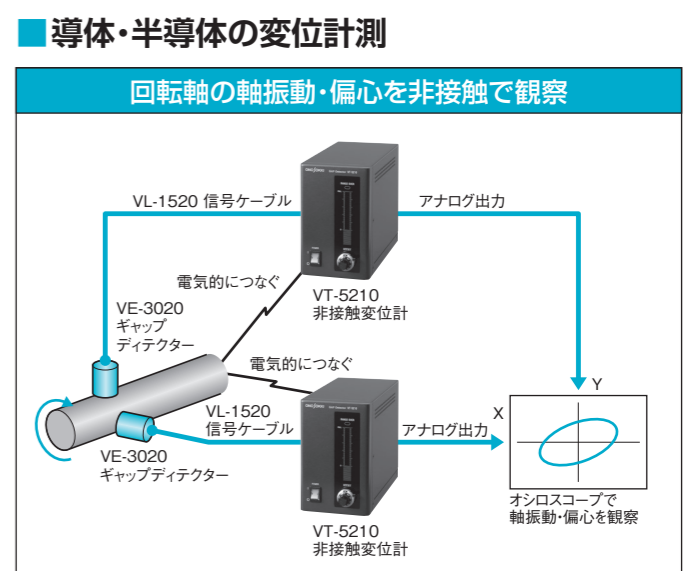 ■導体・半導体の変位計測
回転軸の軸振動・偏心を非接触で観察
VL-1520 信号ケーブル
アナログ出力
電気的につなぐ
VT-5210
非接触変位計
VE-3020
ギャップ
ディテクター
電気的につなぐ
Y
X
VL-1520
信号ケーブル
アナログ出力
VE-3020
ギャップディテクター
オシロスコープで
軸振動・偏心を観察
VT-5210
非接触変位計